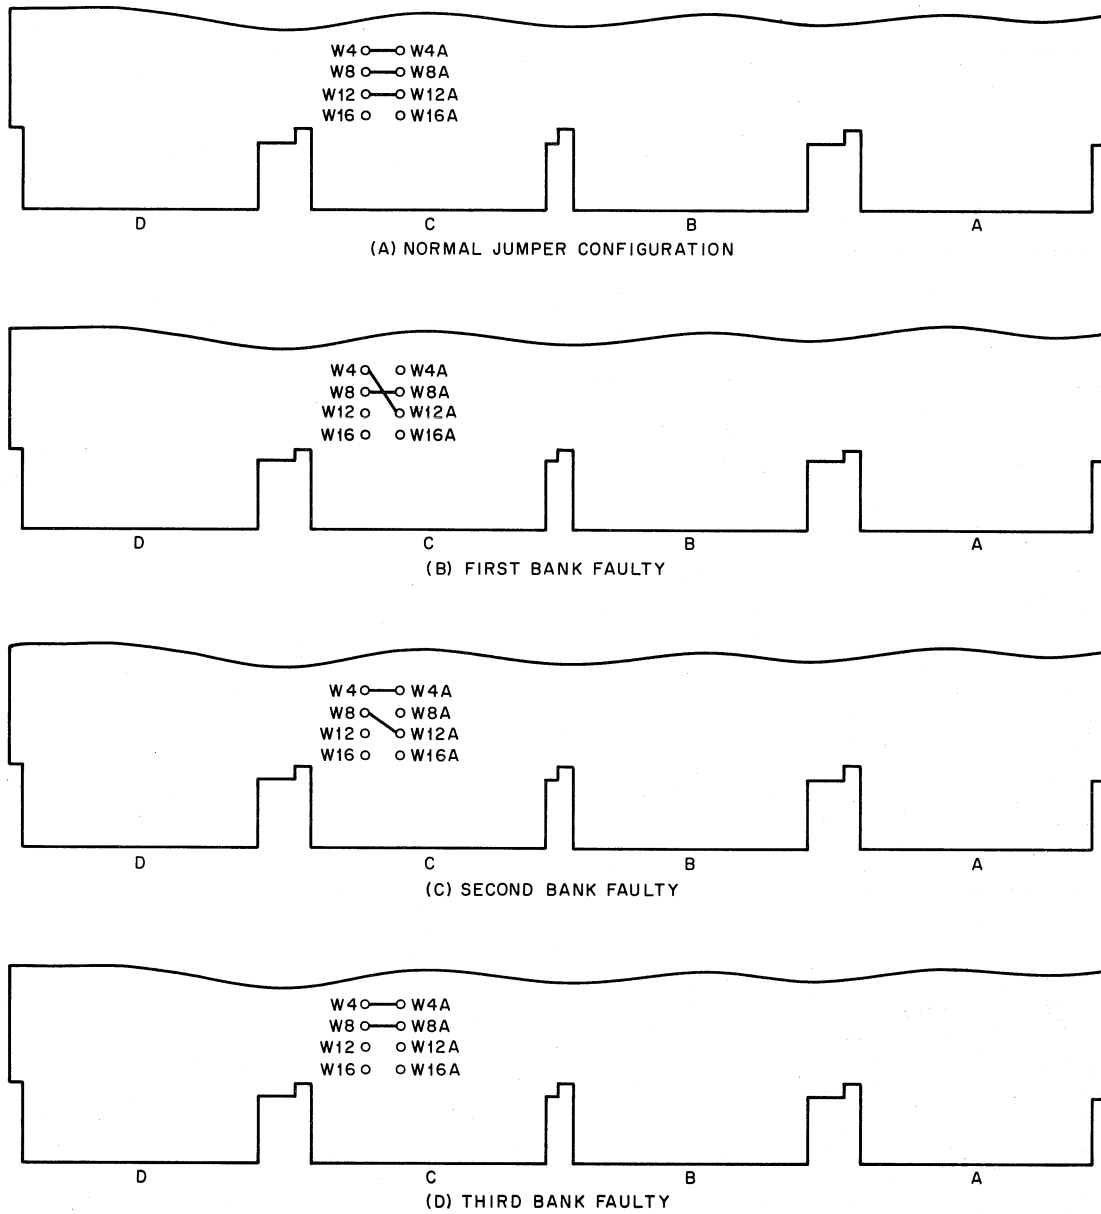 W4 W4A
W8 W8A
W12 W12A
W16 W16A
D C B A
(A) NORMAL JUMPER CONFIGURATION
W4 W4A
W8 W8A
W12 W12A
W16 W16A
D C B A
(B) FIRST BANK FAULTY
W4 W4A
W8 W8A
W12 W12A
W16 W16A
D C B A
(C) SECOND BANK FAULTY
W4 W4A
W8 W8A
W12 W12A
W16 W16A
D C B A
(D) THIRD BANK FAULTY